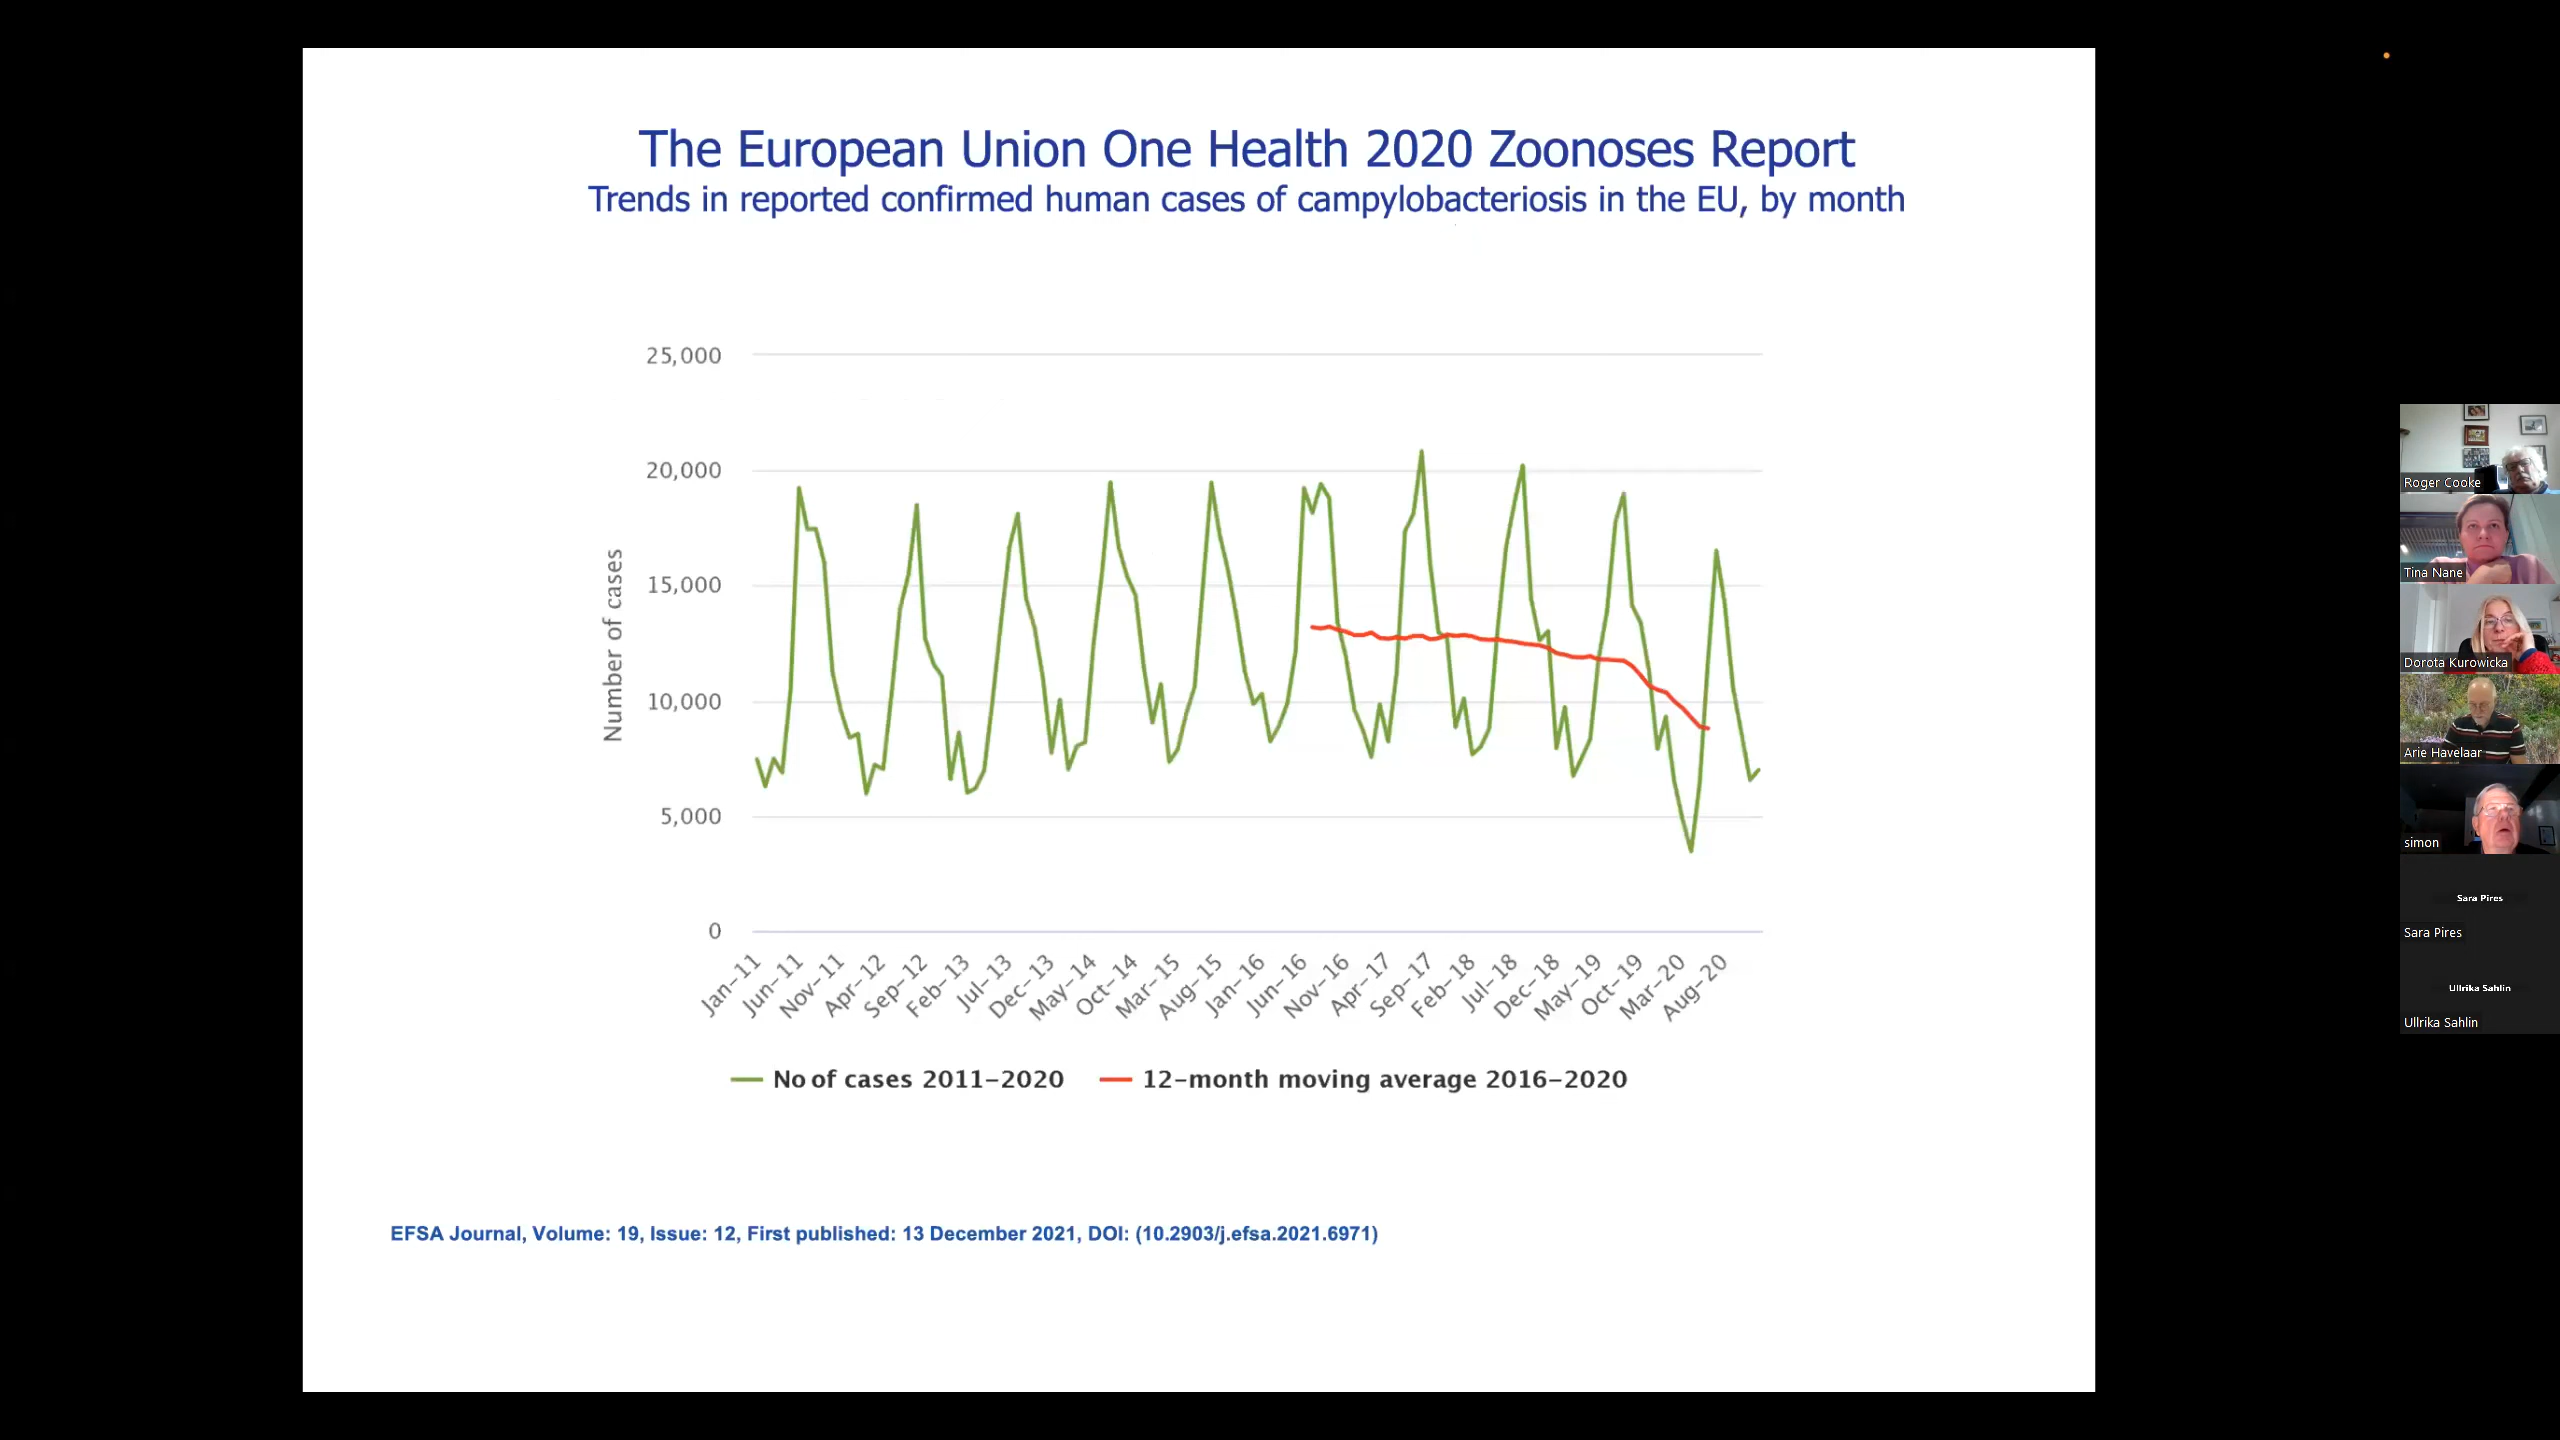 The European Union One Health 2020 Zoonoses Report
Trends in reported confirmed human cases of campylobacteriosis in the EU, by month
25,000
20,000
15,000
10,000
5,000
0
Number of cases
Jan-11
Jun-11
Nov-11
Apr-12
Sep-12
Feb-13
Jul-13
Dec-13
May-14
Oct-14
Mar-15
Aug-15
Jan-16
Jun-16
Nov-16
Apr-17
Sep-17
Feb-18
Jul-18
Dec-18
May-19
Oct-19
Mar-20
Aug-20
No of cases 2011-2020
12-month moving average 2016-2020
EFSA Journal, Volume: 19, Issue: 12, First published: 13 December 2021, DOI: (10.2903/j.efsa.2021.6971)
Roger Cooke
Tina Nane
Dorota Kurowicka
Arie Havelaar
simon
Sara Pires
Sara Pires
Ullrika Sahlin
Ullrika Sahlin